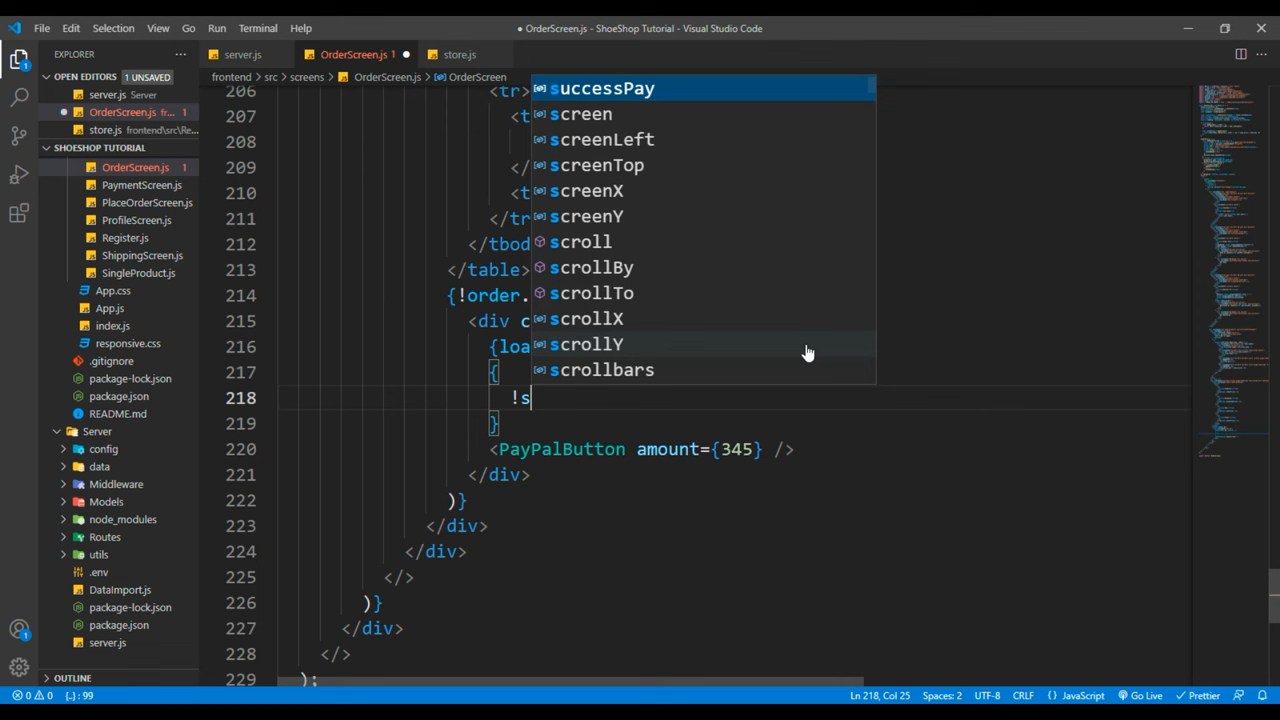 File Edit Selection View Go Run Terminal Help
● OrderScreen.js - ShoeShop Tutorial - Visual Studio Code
EXPLORER
OPEN EDITORS 1 UNSAVED
server.js Server
OrderScreen.js fr... 1
store.js frontend\src\Re...
SHOESHOP TUTORIAL
OrderScreen.js 1
PaymentScreen.js
PlaceOrderScreen.js
ProfileScreen.js
Register.js
ShippingScreen.js
SingleProduct.js
App.css
App.js
index.js
responsive.css
.gitignore
package-lock.json
package.json
README.md
Server
config
data
Middleware
Models
node_modules
Routes
utils
.env
DataImport.js
package-lock.json
package.json
server.js
OUTLINE
server.js
OrderScreen.js 1 ●
store.js
frontend > src > screens > OrderScreen.js > OrderScreen
206 <tr>
207 <t
208 </
209 </
210 <t
211 </tr
212 </tbod
213 </table>
214 {!order.
215 <div c
216 {loa
217 {
218 !s
219 }
220 <PayPalButton amount={345} />
221 </div>
222 )}
223 </div>
224 </div>
225 </>
226 )}
227 </div>
228 </>
229 );
successPay
screen
screenLeft
screenTop
screenX
screenY
scroll
scrollBy
scrollTo
scrollX
scrollY
scrollbars
1
0 0 {..} : 99
Ln 218, Col 25 Spaces: 2 UTF-8 CRLF {} JavaScript Go Live Prettier